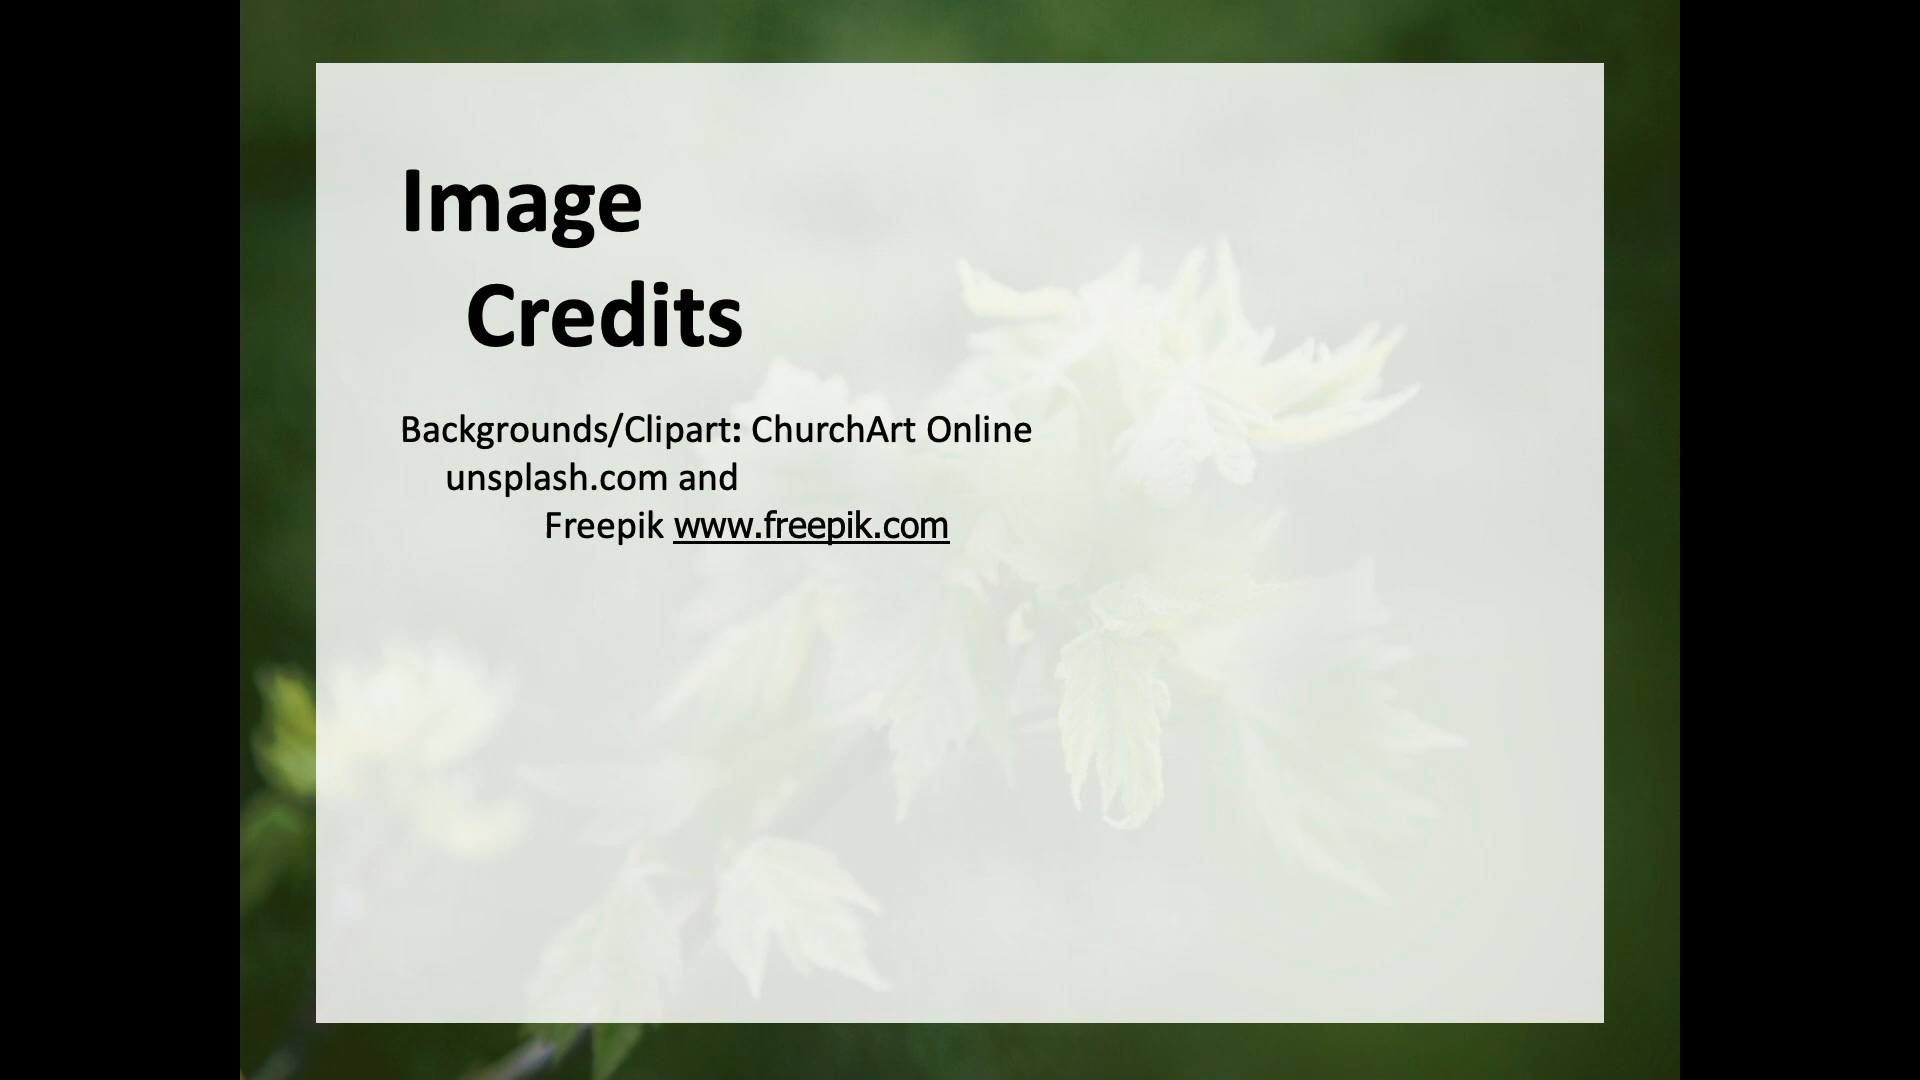 Image
Credits
Backgrounds/Clipart: ChurchArt Online
unsplash.com and
Freepik www.freepik.com